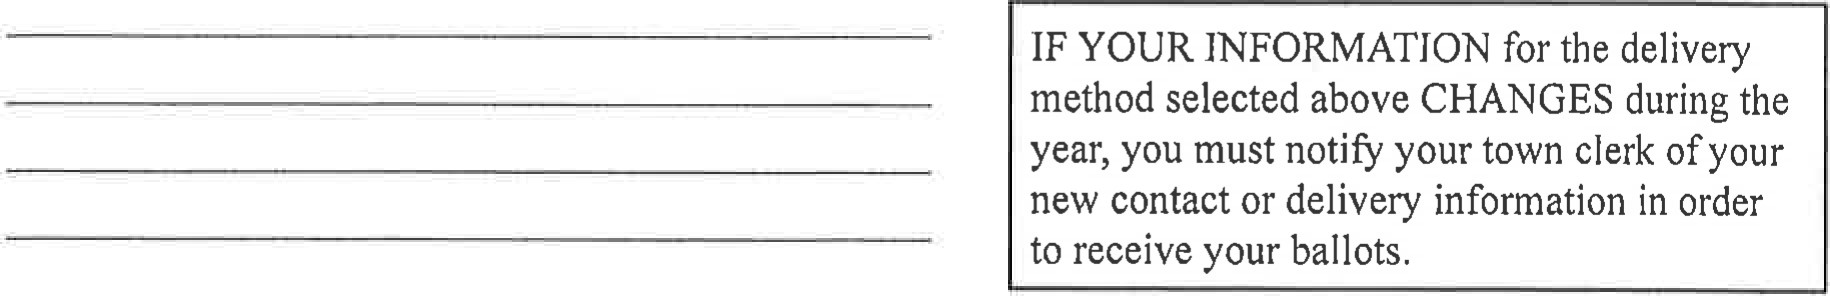 IF YOUR INFORMATION for the delivery
method selected above CHANGES during the
year, you must notify your town clerk of your
new contact or delivery information in order
to receive your ballots.